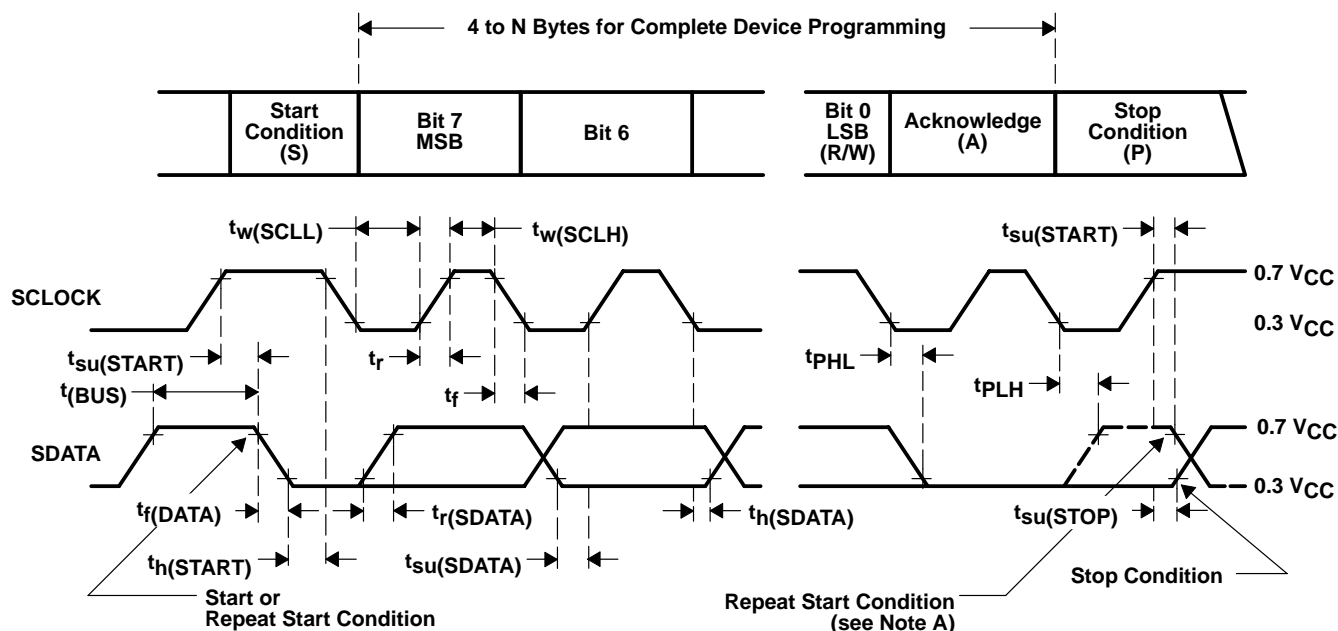 4 to N Bytes for Complete Device Programming
Start
Condition
(S)
Bit 7
MSB
Bit 6
Bit 0
LSB
(R/W)
Acknowledge
(A)
Stop
Condition
(P)
tw(SCLL)
tw(SCLH)
tsu(START)
SCLOCK
0.7 VCC
0.3 VCC
tsu(START)
tr
tPHL
t(BUS)
tf
tPLH
SDATA
0.7 VCC
0.3 VCC
tf(DATA)
tr(SDATA)
th(SDATA)
tsu(STOP)
th(START)
tsu(SDATA)
Start or
Repeat Start Condition
Repeat Start Condition
(see Note A)
Stop Condition